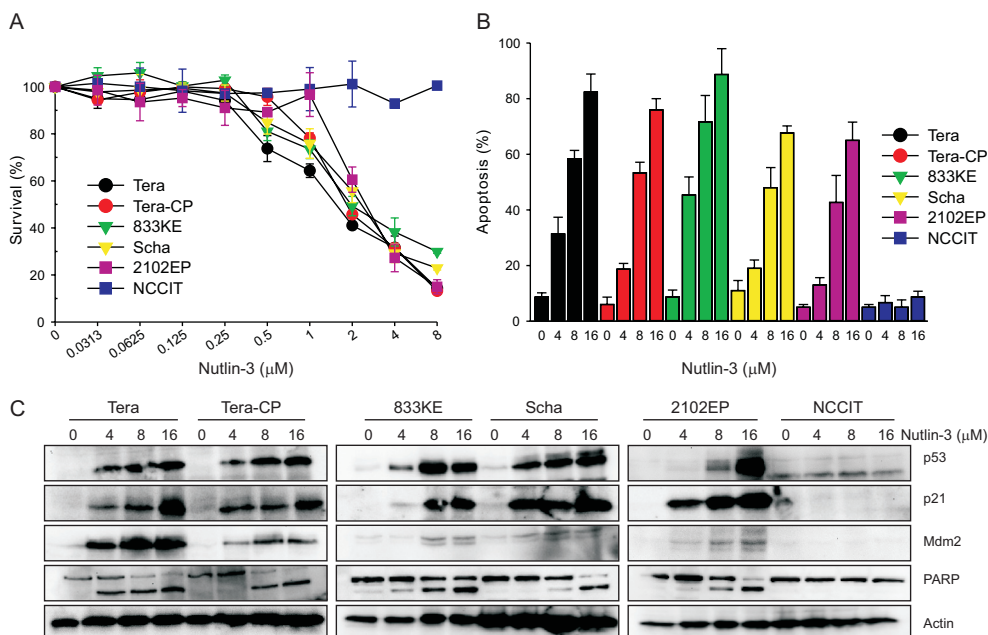 A
Survival (%)
100
80
60
40
20
0
Tera
Tera-CP
833KE
Scha
2102EP
NCCIT
0 0.0313 0.0625 0.125 0.25 0.5 1 2 4 8
Nutlin-3 (μM)
B
Apoptosis (%)
100
80
60
40
20
0
Tera
Tera-CP
833KE
Scha
2102EP
NCCIT
0 4 8 16 0 4 8 16 0 4 8 16 0 4 8 16 0 4 8 16 0 4 8 16
Nutlin-3 (μM)
C
Tera Tera-CP 833KE Scha 2102EP NCCIT
0 4 8 16 0 4 8 16 0 4 8 16 0 4 8 16 0 4 8 16 0 4 8 16 Nutlin-3 (μM)
p53
p21
Mdm2
PARP
Actin